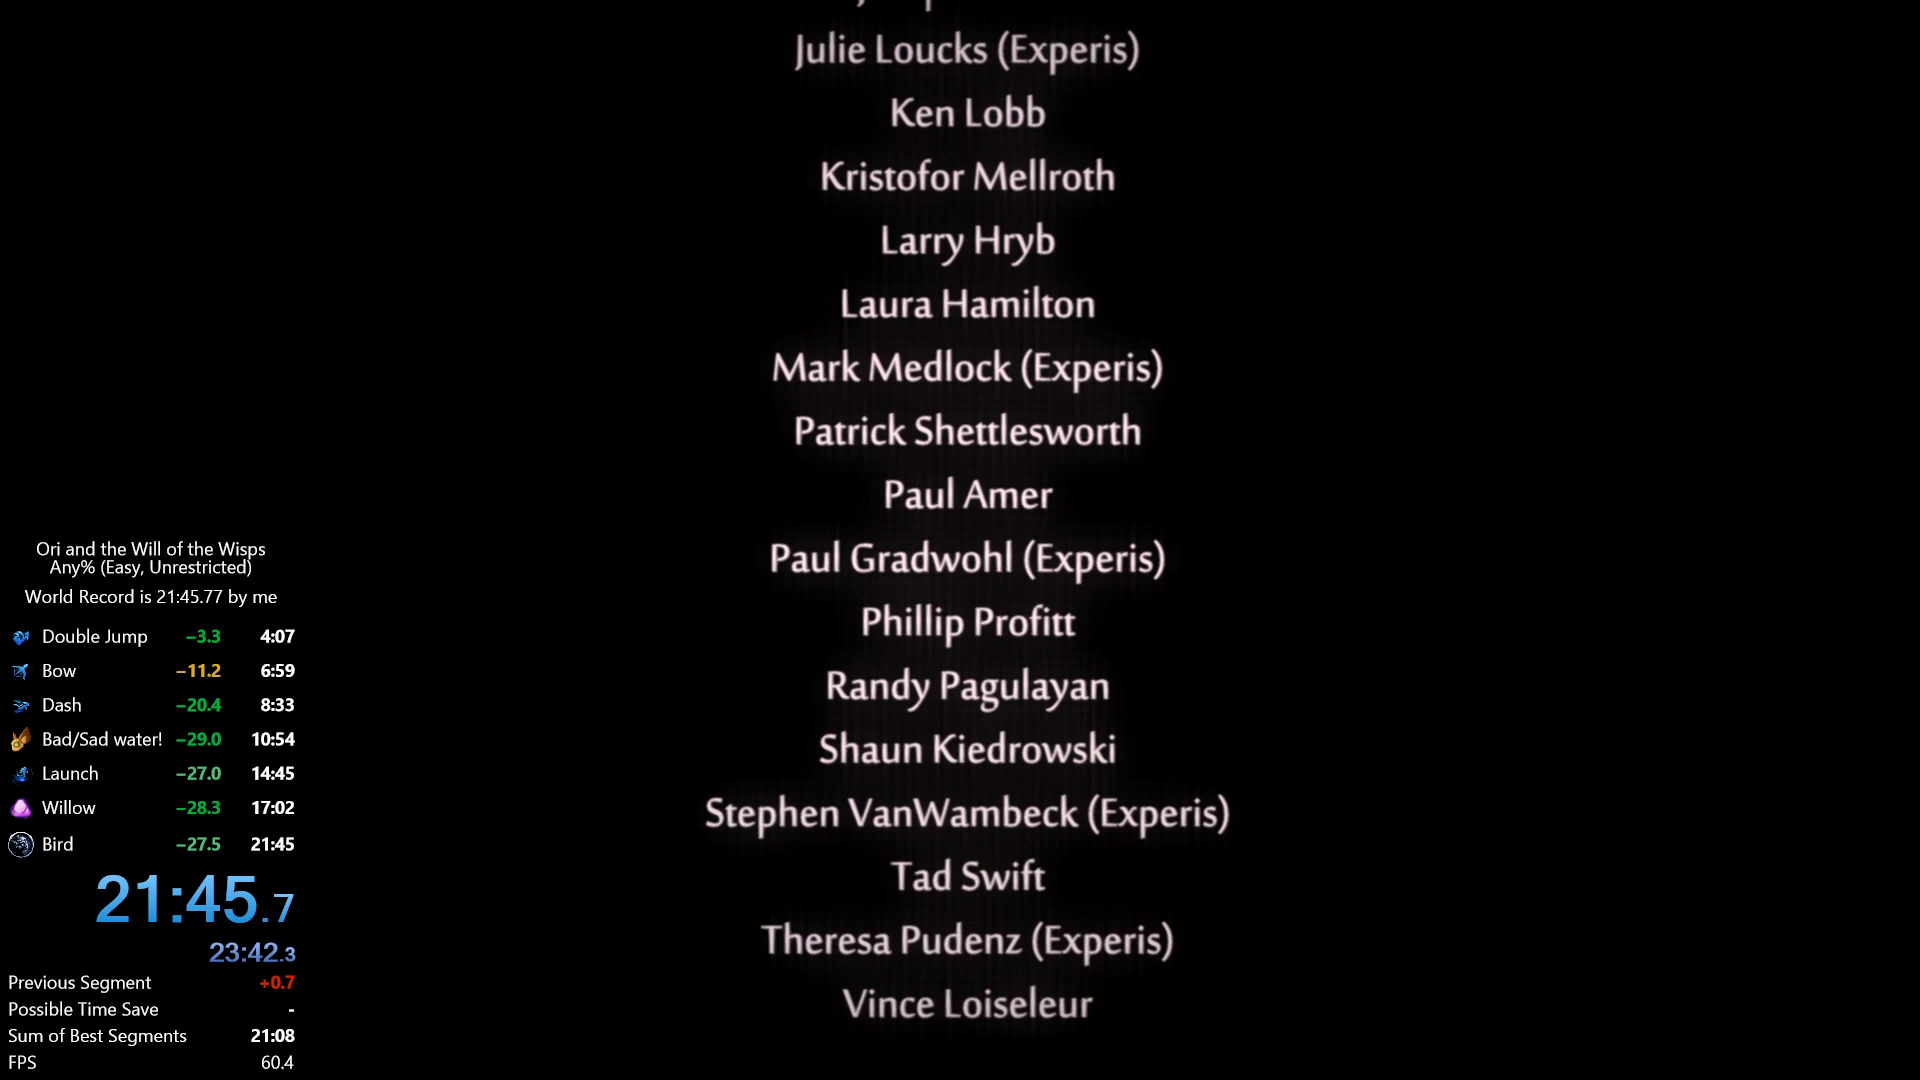 Julie Loucks (Experis)
Ken Lobb
Kristofor Mellroth
Larry Hryb
Laura Hamilton
Mark Medlock (Experis)
Patrick Shettlesworth
Paul Amer
Paul Gradwohl (Experis)
Phillip Profitt
Randy Pagulayan
Shaun Kiedrowski
Stephen VanWambeck (Experis)
Tad Swift
Theresa Pudenz (Experis)
Vince Loiseleur
Ori and the Will of the Wisps
Any% (Easy, Unrestricted)
World Record is 21:45.77 by me
Double Jump −3.3 4:07
Bow −11.2 6:59
Dash −20.4 8:33
Bad/Sad water! −29.0 10:54
Launch −27.0 14:45
Willow −28.3 17:02
Bird −27.5 21:45
21:45.7
23:42.3
Previous Segment +0.7
Possible Time Save -
Sum of Best Segments 21:08
FPS 60.4